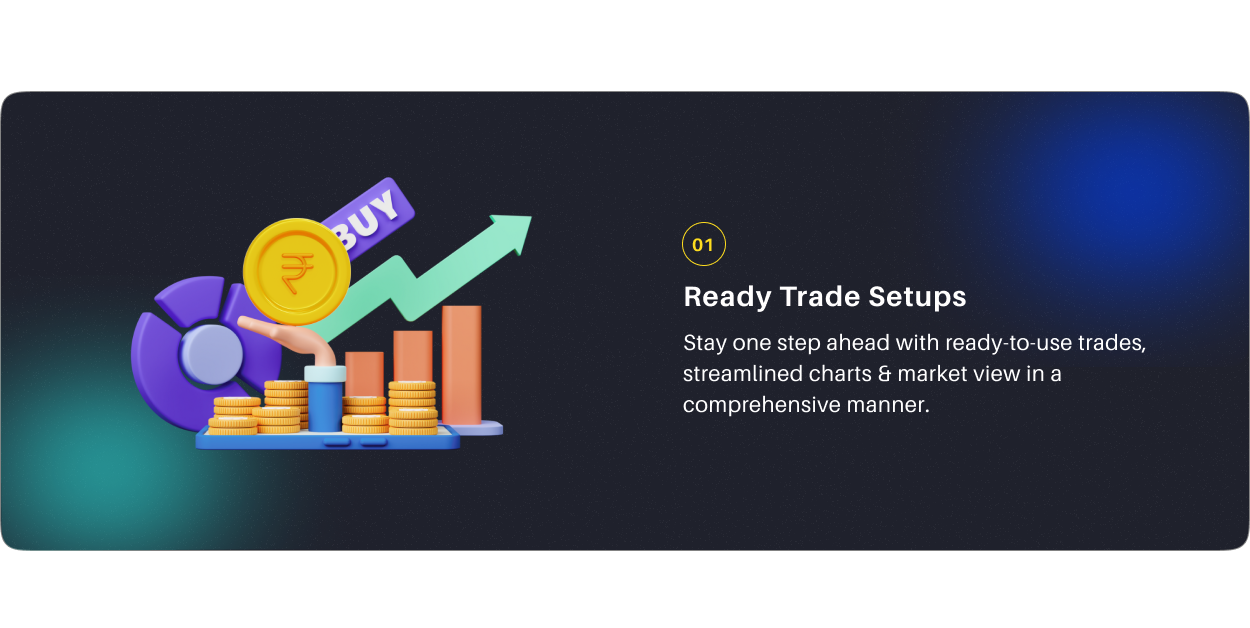 BUY
₹
01
Ready Trade Setups
Stay one step ahead with ready-to-use trades,
streamlined charts & market view in a
comprehensive manner.